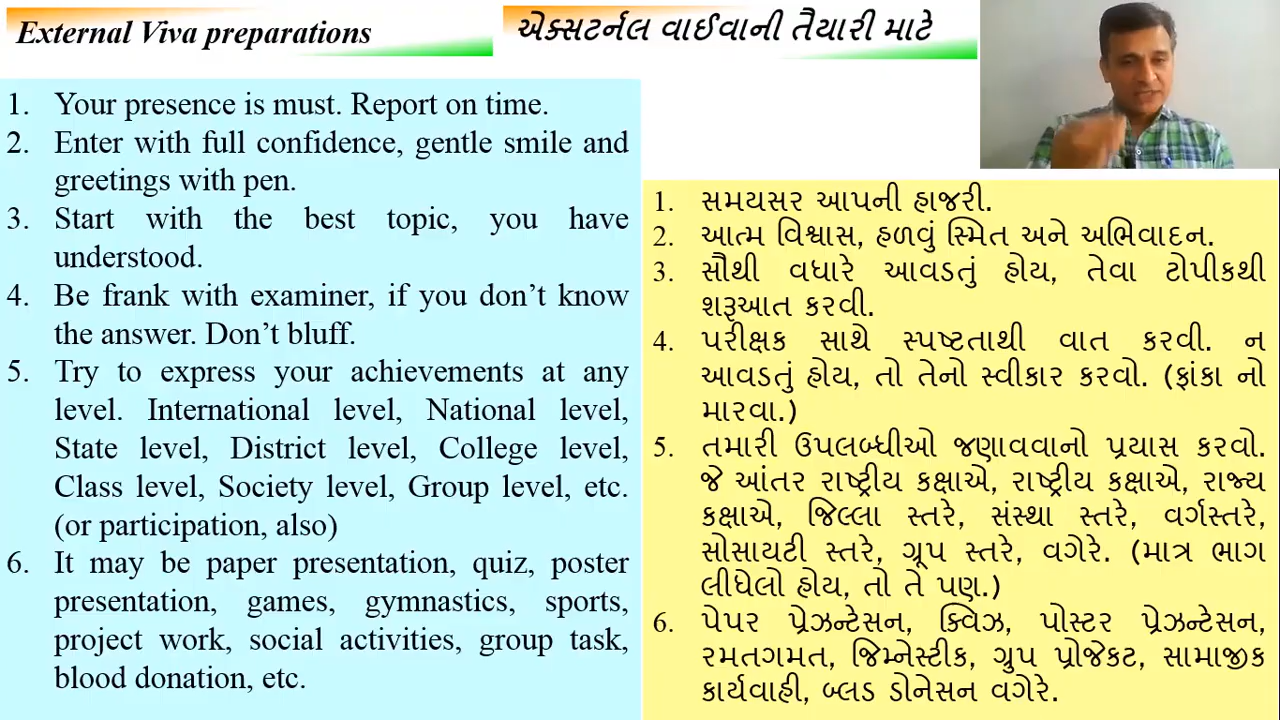 External Viva preparations
એક્સટર્નલ વાઈવાની તૈયારી માટે
1. Your presence is must. Report on time.
2. Enter with full confidence, gentle smile and
greetings with pen.
3. Start with the best topic, you have
understood.
4. Be frank with examiner, if you don’t know
the answer. Don’t bluff.
5. Try to express your achievements at any
level. International level, National level,
State level, District level, College level,
Class level, Society level, Group level, etc.
(or participation, also)
6. It may be paper presentation, quiz, poster
presentation, games, gymnastics, sports,
project work, social activities, group task,
blood donation, etc.
1. સમયસર આપની હાજરી.
2. આત્મ વિશ્વાસ, હળવું સ્મિત અને અભિવાદન.
3. સૌથી વધારે આવડતું હોય, તેવા ટોપીકથી
શરૂઆત કરવી.
4. પરીક્ષક સાથે સ્પષ્ટતાથી વાત કરવી. ન
આવડતું હોય, તો તેનો સ્વીકાર કરવો. (ફાંકા નો
મારવા.)
5. તમારી ઉપલબ્ધીઓ જણાવવાનો પ્રયાસ કરવો.
જે આંતર રાષ્ટ્રીય કક્ષાએ, રાષ્ટ્રીય કક્ષાએ, રાજ્ય
કક્ષાએ, જિલ્લા સ્તરે, સંસ્થા સ્તરે, વર્ગસ્તરે,
સોસાયટી સ્તરે, ગ્રૂપ સ્તરે, વગેરે. (માત્ર ભાગ
લીધેલો હોય, તો તે પણ.)
6. પેપર પ્રેઝન્ટેસન, ક્વિઝ, પોસ્ટર પ્રેઝન્ટેસન,
રમતગમત, જિમ્નેસ્ટીક, ગ્રુપ પ્રોજેકટ, સામાજીક
કાર્યવાહી, બ્લડ ડોનેસન વગેરે.